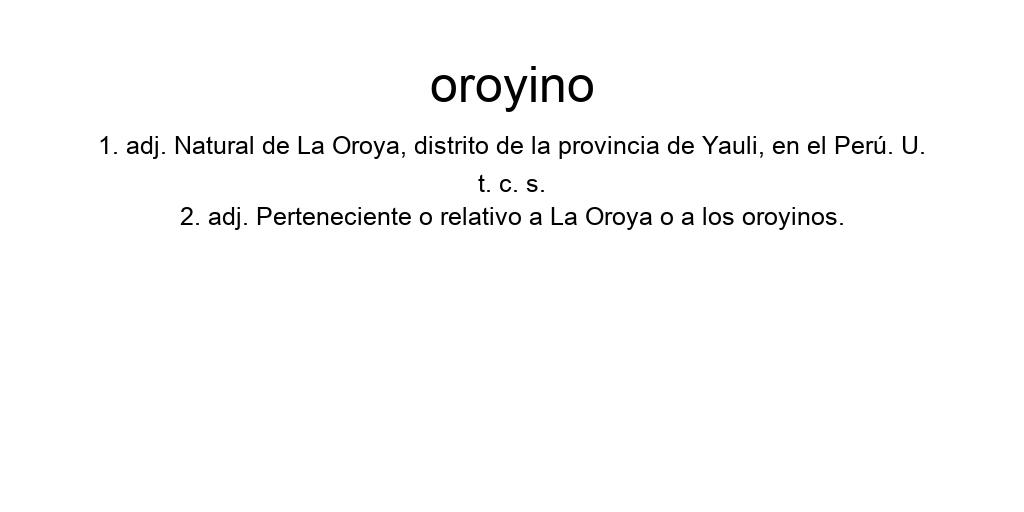 oroyino
1. adj. Natural de La Oroya, distrito de la provincia de Yauli, en el Perú. U.
t. c. s.
2. adj. Perteneciente o relativo a La Oroya o a los oroyinos.